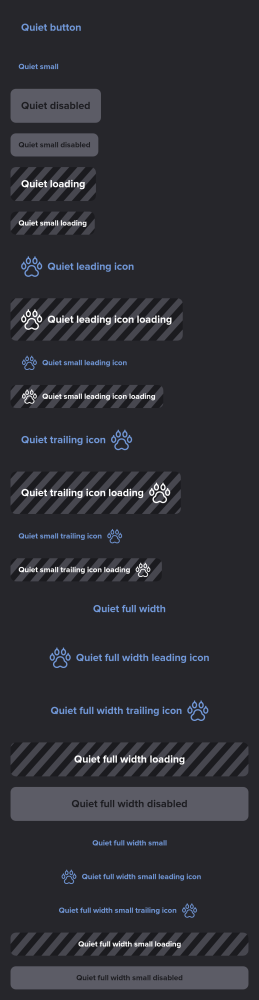 Quiet button
Quiet small
Quiet disabled
Quiet small disabled
Quiet loading
Quiet small loading
Quiet leading icon
Quiet leading icon loading
Quiet small leading icon
Quiet small leading icon loading
Quiet trailing icon
Quiet trailing icon loading
Quiet small trailing icon
Quiet small trailing icon loading
Quiet full width
Quiet full width leading icon
Quiet full width trailing icon
Quiet full width loading
Quiet full width disabled
Quiet full width small
Quiet full width small leading icon
Quiet full width small trailing icon
Quiet full width small loading
Quiet full width small disabled